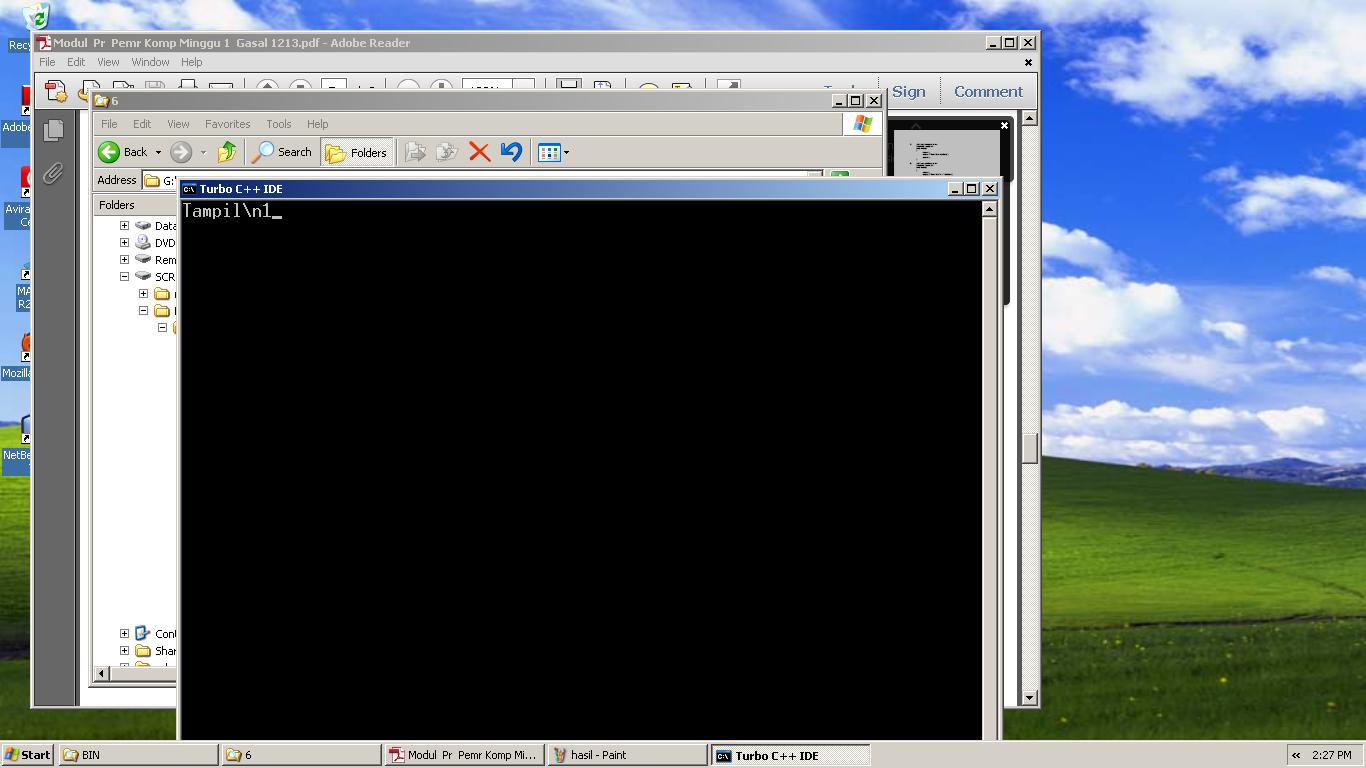 Recy
Modul Pr Pemr Komp Minggu 1 Gasal 1213.pdf - Adobe Reader
File Edit View Window Help
Sign Comment
6
File Edit View Favorites Tools Help
Back Search Folders
Address G:\
Folders
Data
DVD
Rem
SCR
Cont
Shar
Adobe
Avira
Ce
MA
R2
Mozilla
NetBe
Turbo C++ IDE
Tampil\n1_
Start BIN 6 Modul Pr Pemr Komp Mi... hasil - Paint Turbo C++ IDE « 2:27 PM